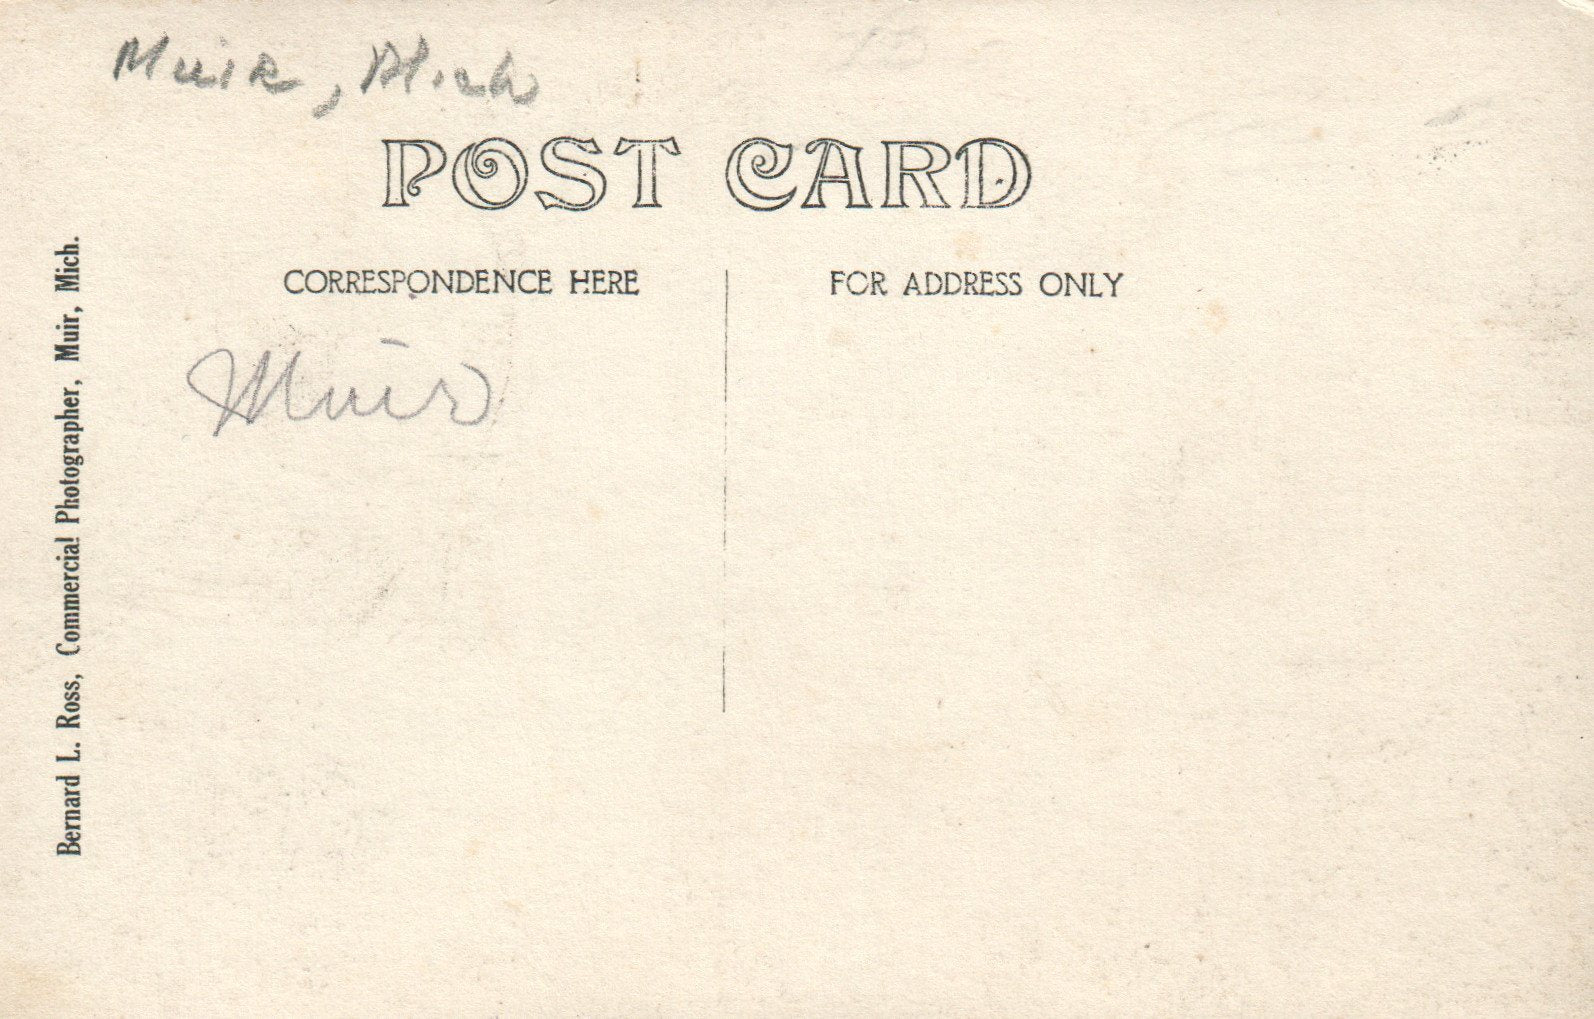 Muir, Mich
POST CARD
CORRESPONDENCE HERE
FOR ADDRESS ONLY
Muir
Bernard L. Ross, Commercial Photographer, Muir, Mich.